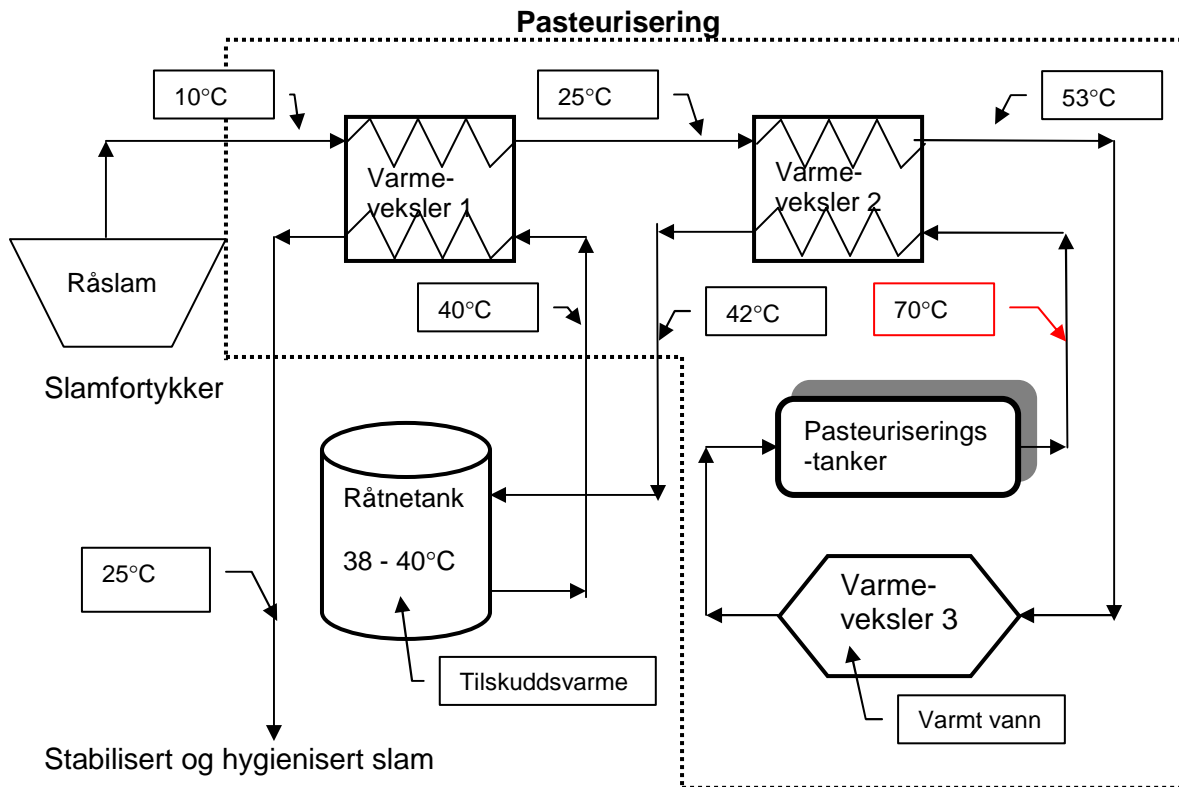 Pasteurisering
10°C
25°C
53°C
Varme-
veksler 1
Varme-
veksler 2
Råslam
40°C
42°C
70°C
Slamfortykker
Pasteuriserings
-tanker
Råtnetank
38 - 40°C
25°C
Varme-
veksler 3
Tilskuddsvarme
Varmt vann
Stabilisert og hygienisert slam